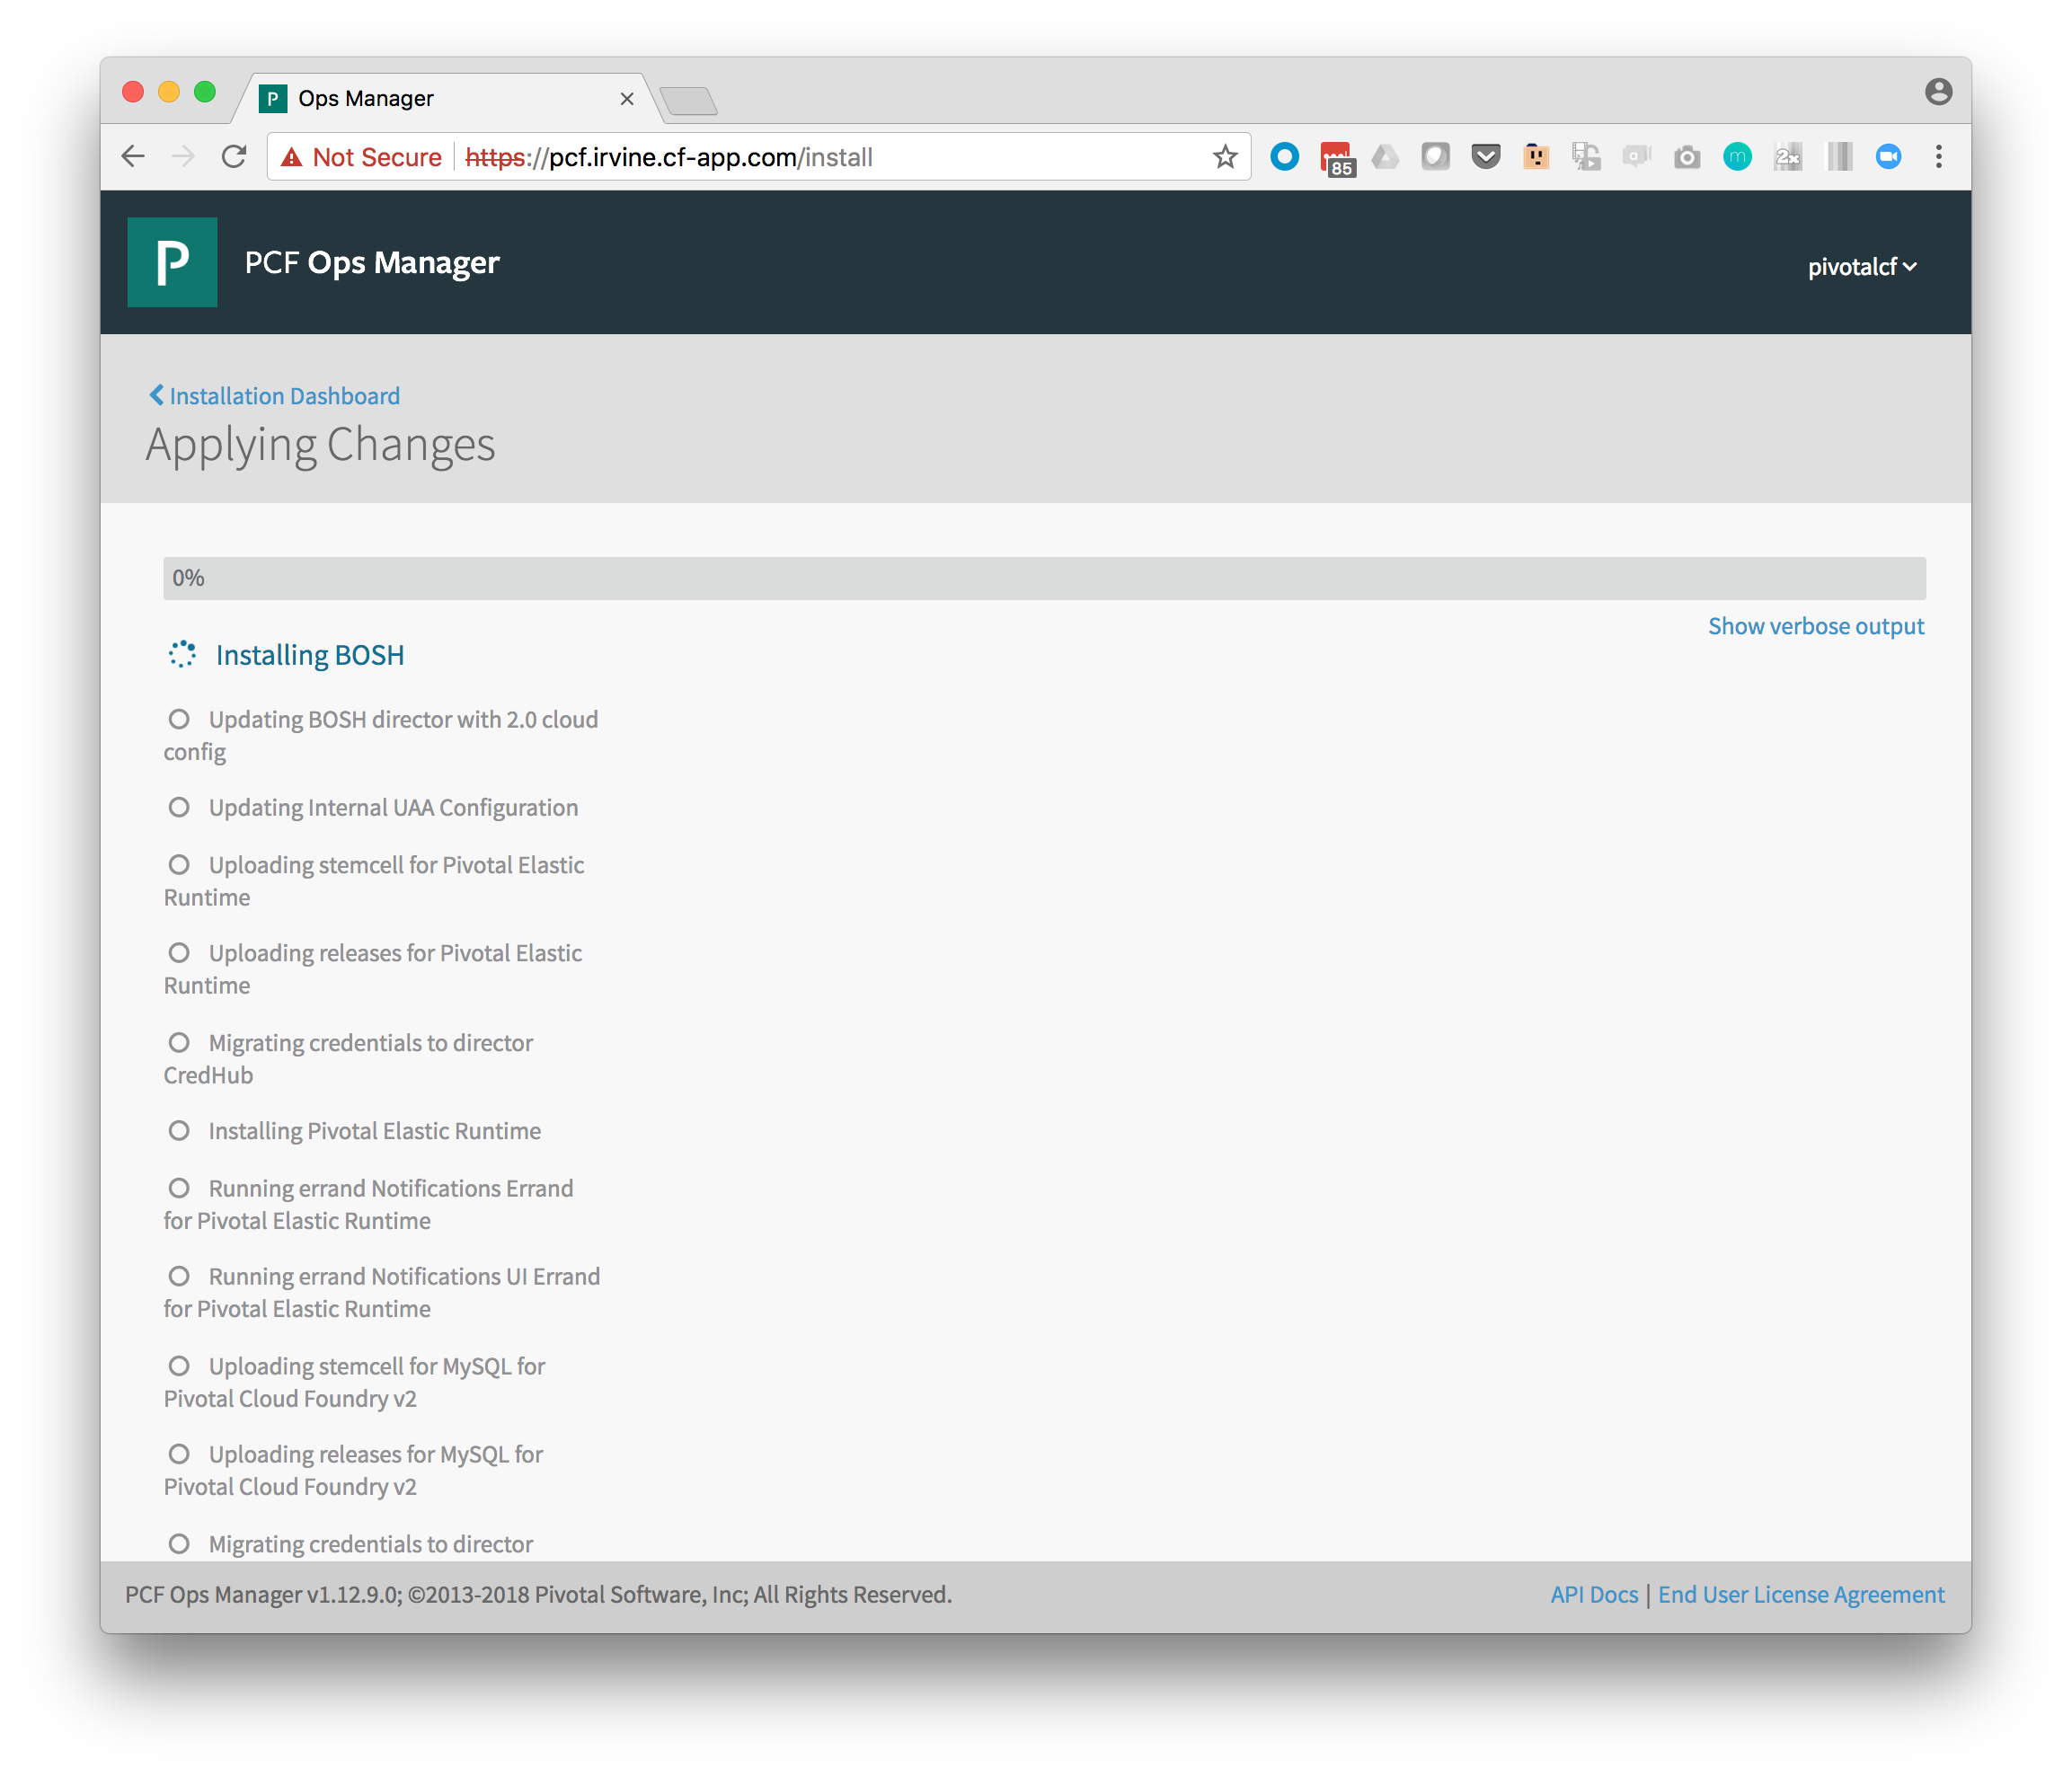 P Ops Manager
Not Secure https://pcf.irvine.cf-app.com/install
85
a
m
2x
P
PCF Ops Manager
pivotalcf
Installation Dashboard
Applying Changes
0%
Show verbose output
Installing BOSH
Updating BOSH director with 2.0 cloud
config
Updating Internal UAA Configuration
Uploading stemcell for Pivotal Elastic
Runtime
Uploading releases for Pivotal Elastic
Runtime
Migrating credentials to director
CredHub
Installing Pivotal Elastic Runtime
Running errand Notifications Errand
for Pivotal Elastic Runtime
Running errand Notifications UI Errand
for Pivotal Elastic Runtime
Uploading stemcell for MySQL for
Pivotal Cloud Foundry v2
Uploading releases for MySQL for
Pivotal Cloud Foundry v2
Migrating credentials to director
PCF Ops Manager v1.12.9.0; ©2013-2018 Pivotal Software, Inc; All Rights Reserved.
API Docs | End User License Agreement